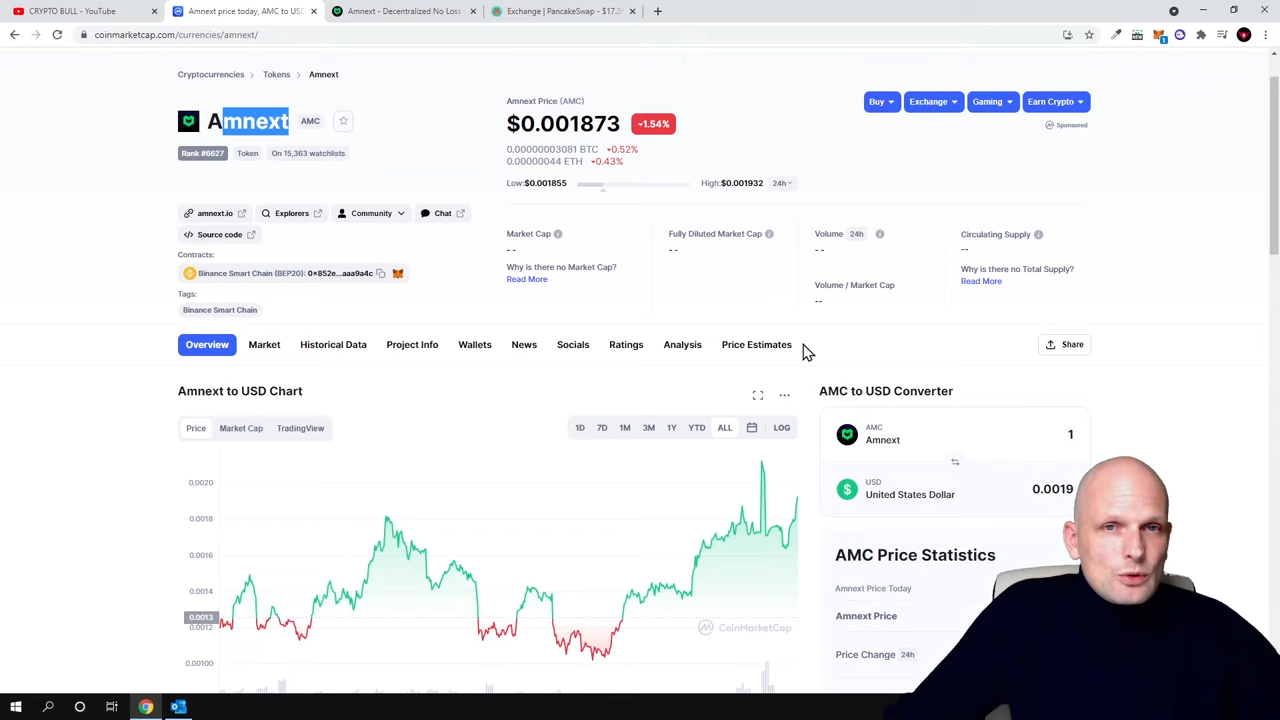 CRYPTO BULL - YouTube
Amnext price today, AMC to USD
Amnext - Decentralized No Loss
Exchange | PancakeSwap - $17.3
coinmarketcap.com/currencies/amnext/
1
Cryptocurrencies > Tokens > Amnext
Amnext AMC
Rank #6627 Token On 15,363 watchlists
amnext.io Explorers Community Chat
Source code
Contracts:
Binance Smart Chain (BEP20): 0x852e...aaa9a4c
Tags:
Binance Smart Chain
Amnext Price (AMC)
$0.001873 1.54%
0.00000003081 BTC 0.52%
0.00000044 ETH 0.43%
Low:$0.001855 High:$0.001932 24h
Buy Exchange Gaming Earn Crypto
Sponsored
Market Cap
- -
Why is there no Market Cap?
Read More
Fully Diluted Market Cap
- -
Volume 24h
- -
Volume / Market Cap
--
Circulating Supply
--
Why is there no Total Supply?
Read More
Overview Market Historical Data Project Info Wallets News Socials Ratings Analysis Price Estimates
Share
Amnext to USD Chart
Price Market Cap TradingView
1D 7D 1M 3M 1Y YTD ALL LOG
0.0020
0.0018
0.0016
0.0014
0.0013
0.0012
0.00100
CoinMarketCap
AMC to USD Converter
AMC
Amnext
1
USD
United States Dollar
0.0019
AMC Price Statistics
Amnext Price Today
Amnext Price
Price Change 24h